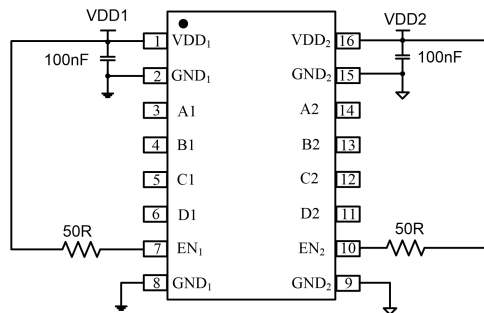 VDD1 VDD2
1 VDD₁ VDD₂ 16
100nF 100nF
2 GND₁ GND₂ 15
3 A1 A2 14
4 B1 B2 13
5 C1 C2 12
6 D1 D2 11
50R 50R
7 EN₁ EN₂ 10
8 GND₁ GND₂ 9